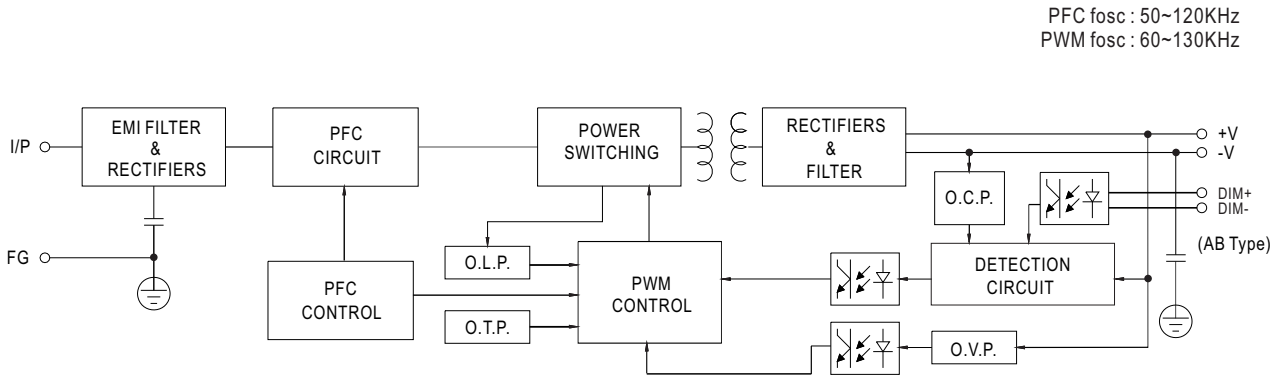 PFC fosc : 50~120KHz
PWM fosc : 60~130KHz
I/P
EMI FILTER
&
RECTIFIERS
PFC
CIRCUIT
POWER
SWITCHING
RECTIFIERS
&
FILTER
+V
-V
DIM+
DIM-
(AB Type)
FG
O.C.P.
O.L.P.
PFC
CONTROL
PWM
CONTROL
DETECTION
CIRCUIT
O.T.P.
O.V.P.